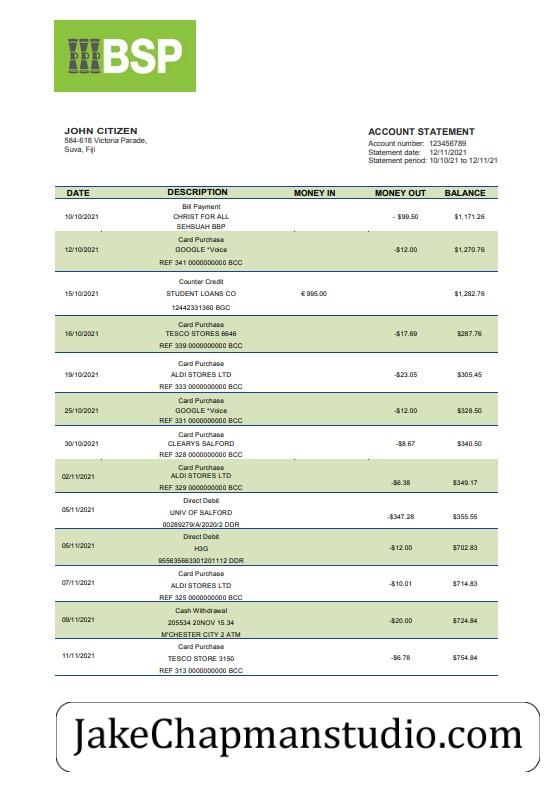 BSP
JOHN CITIZEN
584-618 Victoria Parade,
Suva, Fiji
ACCOUNT STATEMENT
Account number: 123456789
Statement date: 12/11/2021
Statement period: 10/10/21 to 12/11/21
DATE DESCRIPTION MONEY IN MONEY OUT BALANCE
Bill Payment
10/10/2021 CHRIST FOR ALL - $99.50 $1,171.26
SEHSUAH BBP
Card Purchase
12/10/2021 GOOGLE *Voice -$12.00 $1,270.76
REF 341 0000000000 BCC
Counter Credit
15/10/2021 STUDENT LOANS CO € 995.00 $1,282.76
12442331360 BGC
Card Purchase
16/10/2021 TESCO STORES 6646 -$17.69 $287.76
REF 339 0000000000 BCC
Card Purchase
19/10/2021 ALDI STORES LTD -$23.05 $305.45
REF 333 0000000000 BCC
Card Purchase
25/10/2021 GOOGLE *Voice -$12.00 $328.50
REF 331 0000000000 BCC
Card Purchase
30/10/2021 CLEARYS SALFORD -$8.67 $340.50
REF 328 0000000000 BCC
Card Purchase
02/11/2021 ALDI STORES LTD -$6.38 $349.17
REF 329 0000000000 BCC
Direct Debit
05/11/2021 UNIV OF SALFORD -$347.28 $355.55
00289279/A/2020/2 DDR
Direct Debit
05/11/2021 H3G -$12.00 $702.83
955635663301201112 DDR
Card Purchase
07/11/2021 ALDI STORES LTD -$10.01 $714.83
REF 325 0000000000 BCC
Cash Withdrawal
09/11/2021 205534 20NOV 15.34 -$20.00 $724.84
M'CHESTER CITY 2 ATM
Card Purchase
11/11/2021 TESCO STORE 3150 -$6.78 $754.84
REF 313 0000000000 BCC
JakeChapmanstudio.com